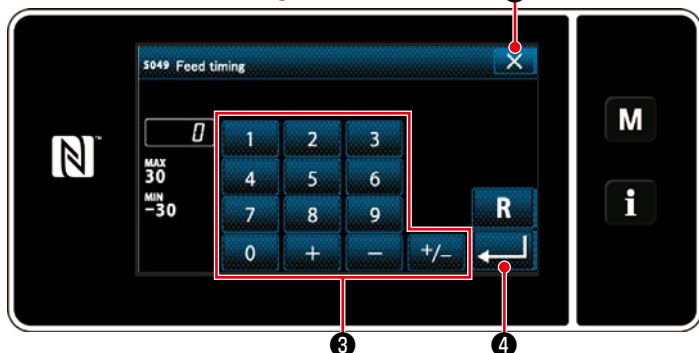 S049 Feed timing
0
MAX
30
MIN
-30
1 2 3
4 5 6
7 8 9
0 + − +/−
R
M
i
N
❸ ❹